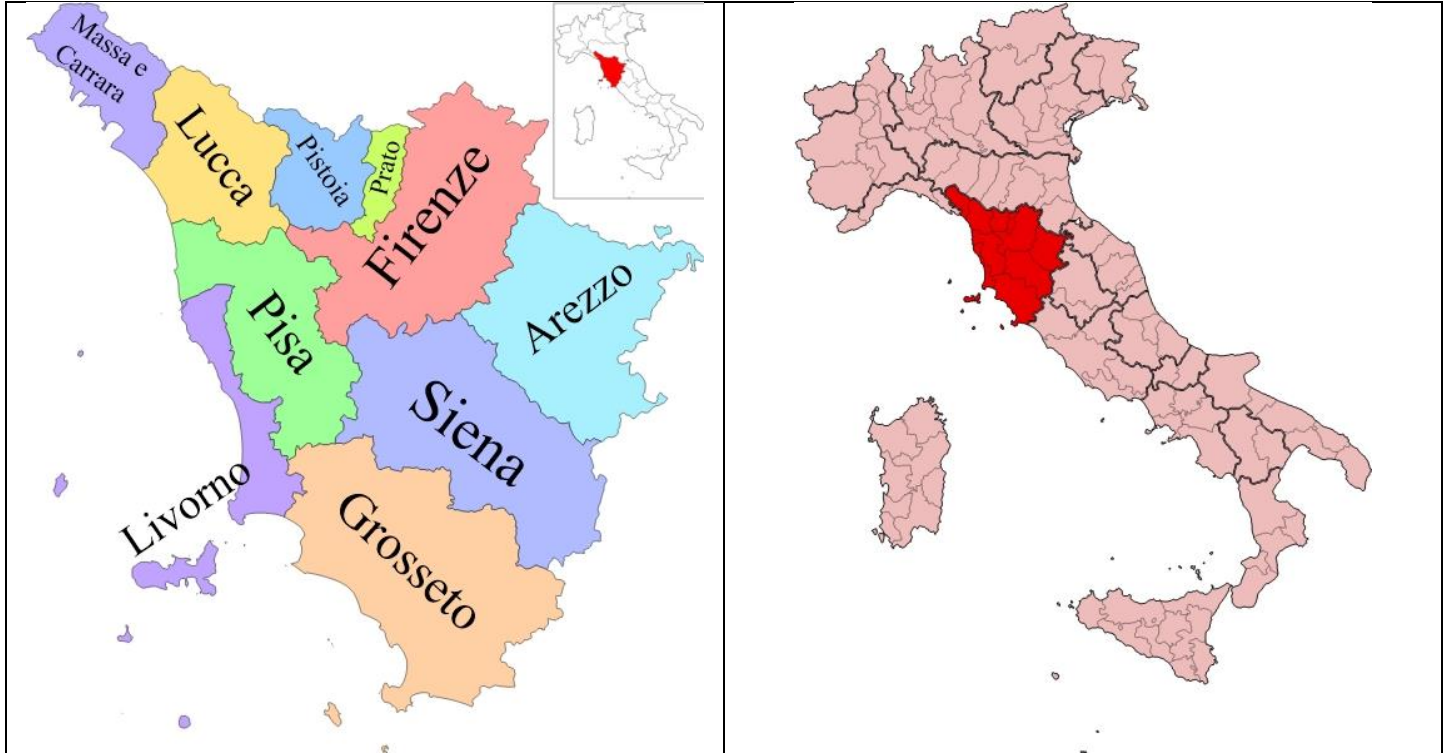 Massa e
Carrara
Lucca
Pistoia
Prato
Firenze
Arezzo
Pisa
Siena
Livorno
Grosseto